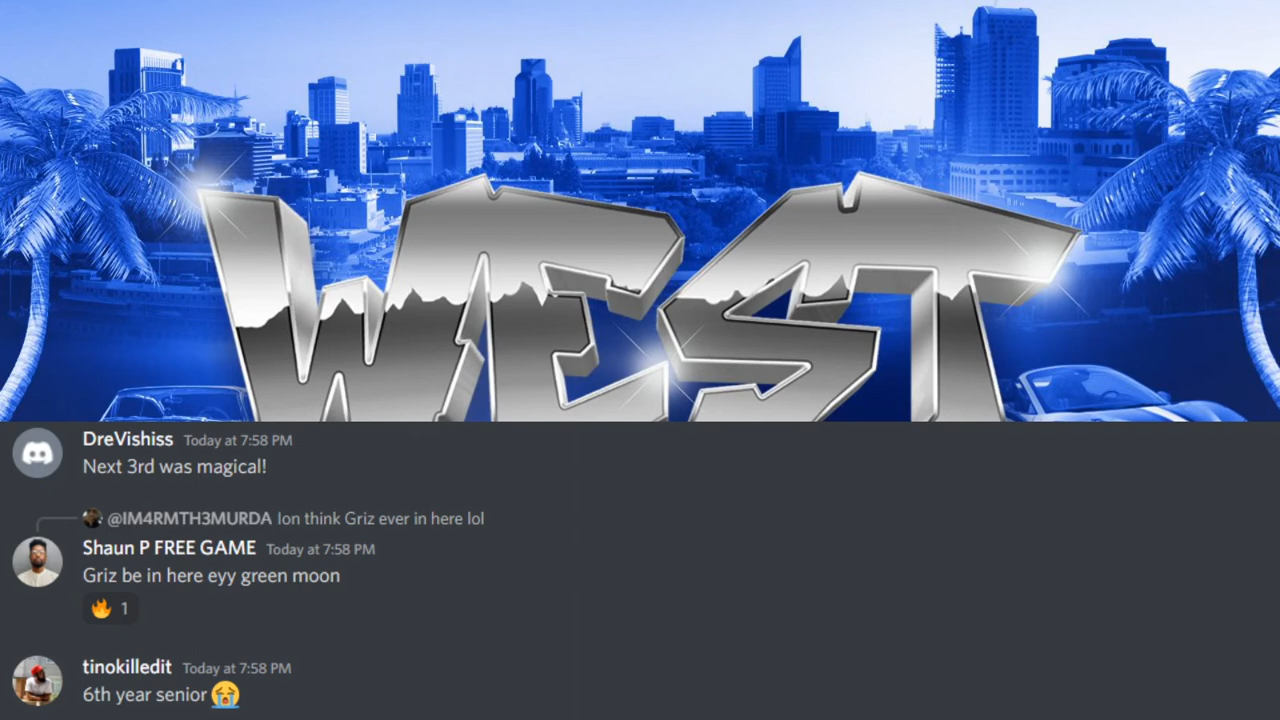 WEST
DreVishiss Today at 7:58 PM
Next 3rd was magical!
@IM4RMTH3MURDA Ion think Griz ever in here lol
Shaun P FREE GAME Today at 7:58 PM
Griz be in here eyy green moon
🔥 1
tinokilledit Today at 7:58 PM
6th year senior 😭